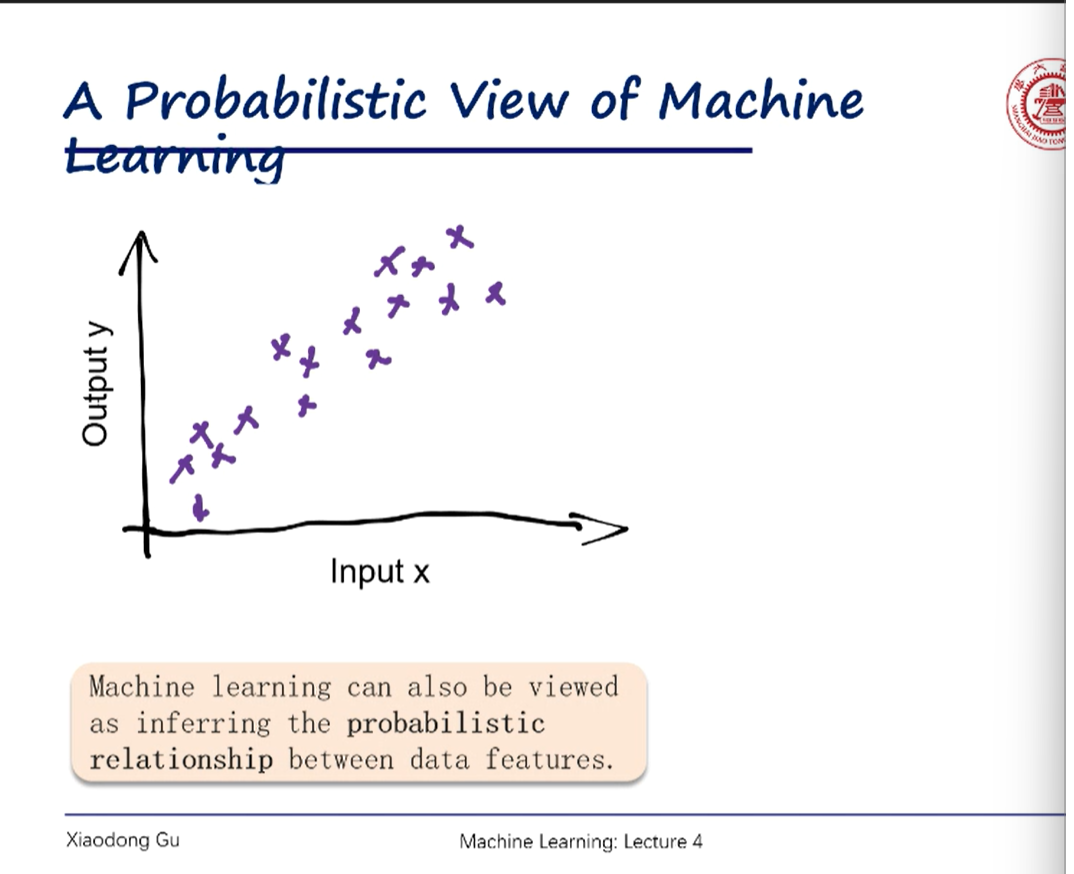 A Probabilistic View of Machine
Learning
Output y
Input x
Machine learning can also be viewed
as inferring the probabilistic
relationship between data features.
Xiaodong Gu
Machine Learning: Lecture 4